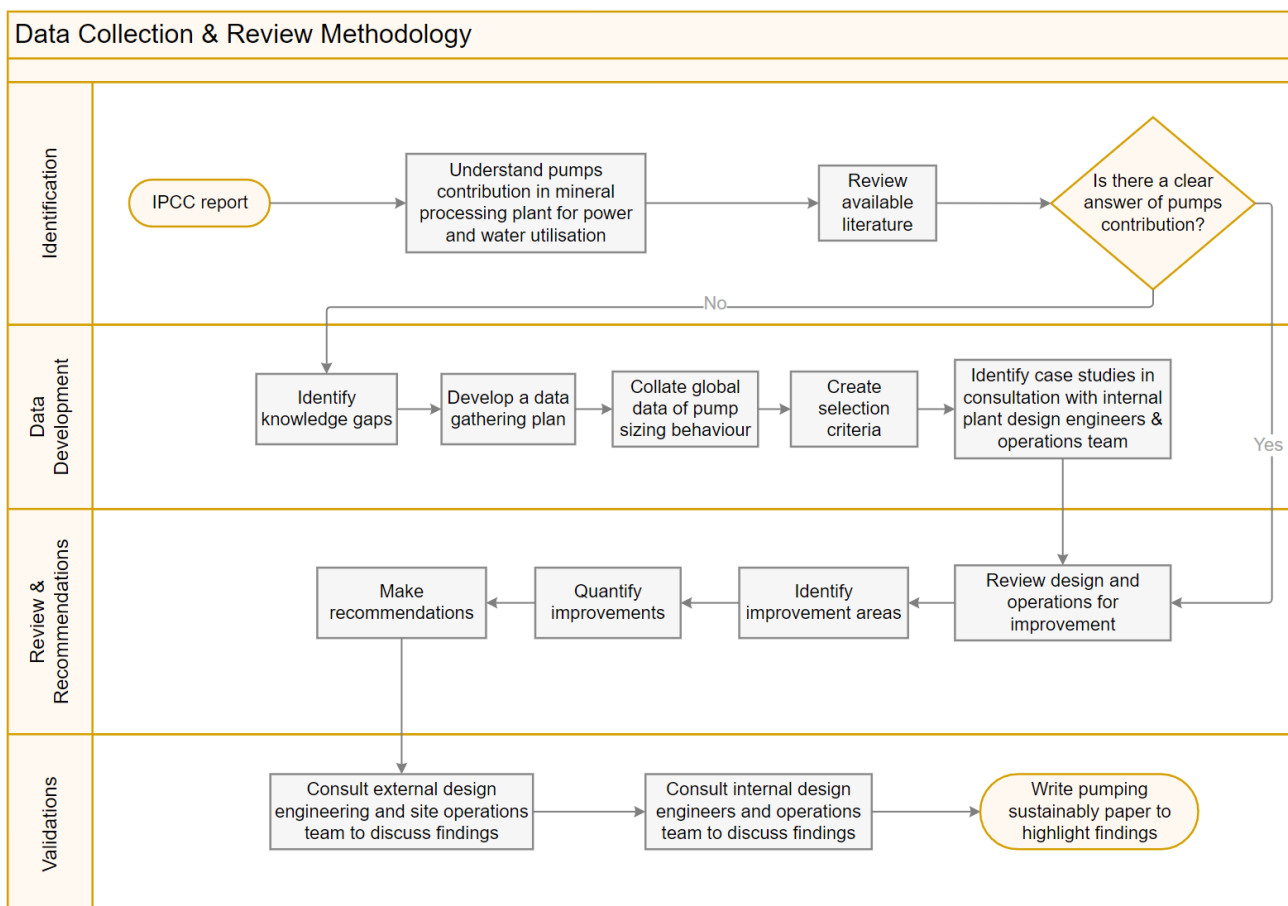 Data Collection & Review Methodology
Identification
IPCC report
Understand pumps
contribution in mineral
processing plant for power
and water utilisation
Review
available
literature
Is there a clear
answer of pumps
contribution?
No
Yes
Data
Development
Identify
knowledge gaps
Develop a data
gathering plan
Collate global
data of pump
sizing behaviour
Create
selection
criteria
Identify case studies in
consultation with internal
plant design engineers &
operations team
Review &
Recommendations
Review design and
operations for
improvement
Identify
improvement areas
Quantify
improvements
Make
recommendations
Validations
Consult external design
engineering and site operations
team to discuss findings
Consult internal design
engineers and operations
team to discuss findings
Write pumping
sustainably paper to
highlight findings